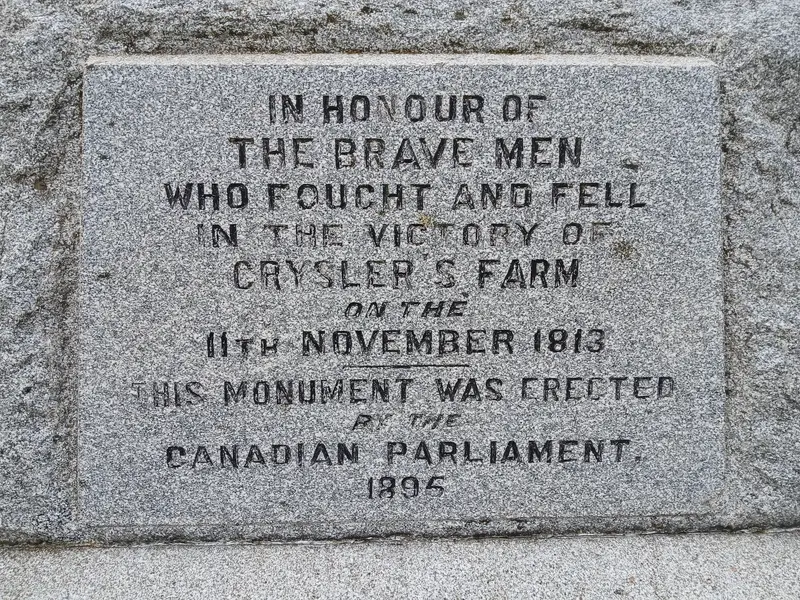 IN HONOUR OF
THE BRAVE MEN
WHO FOUGHT AND FELL
IN THE VICTORY OF
CRYSLER'S FARM
ON THE
11TH NOVEMBER 1813
THIS MONUMENT WAS ERECTED
BY THE
CANADIAN PARLIAMENT.
1895